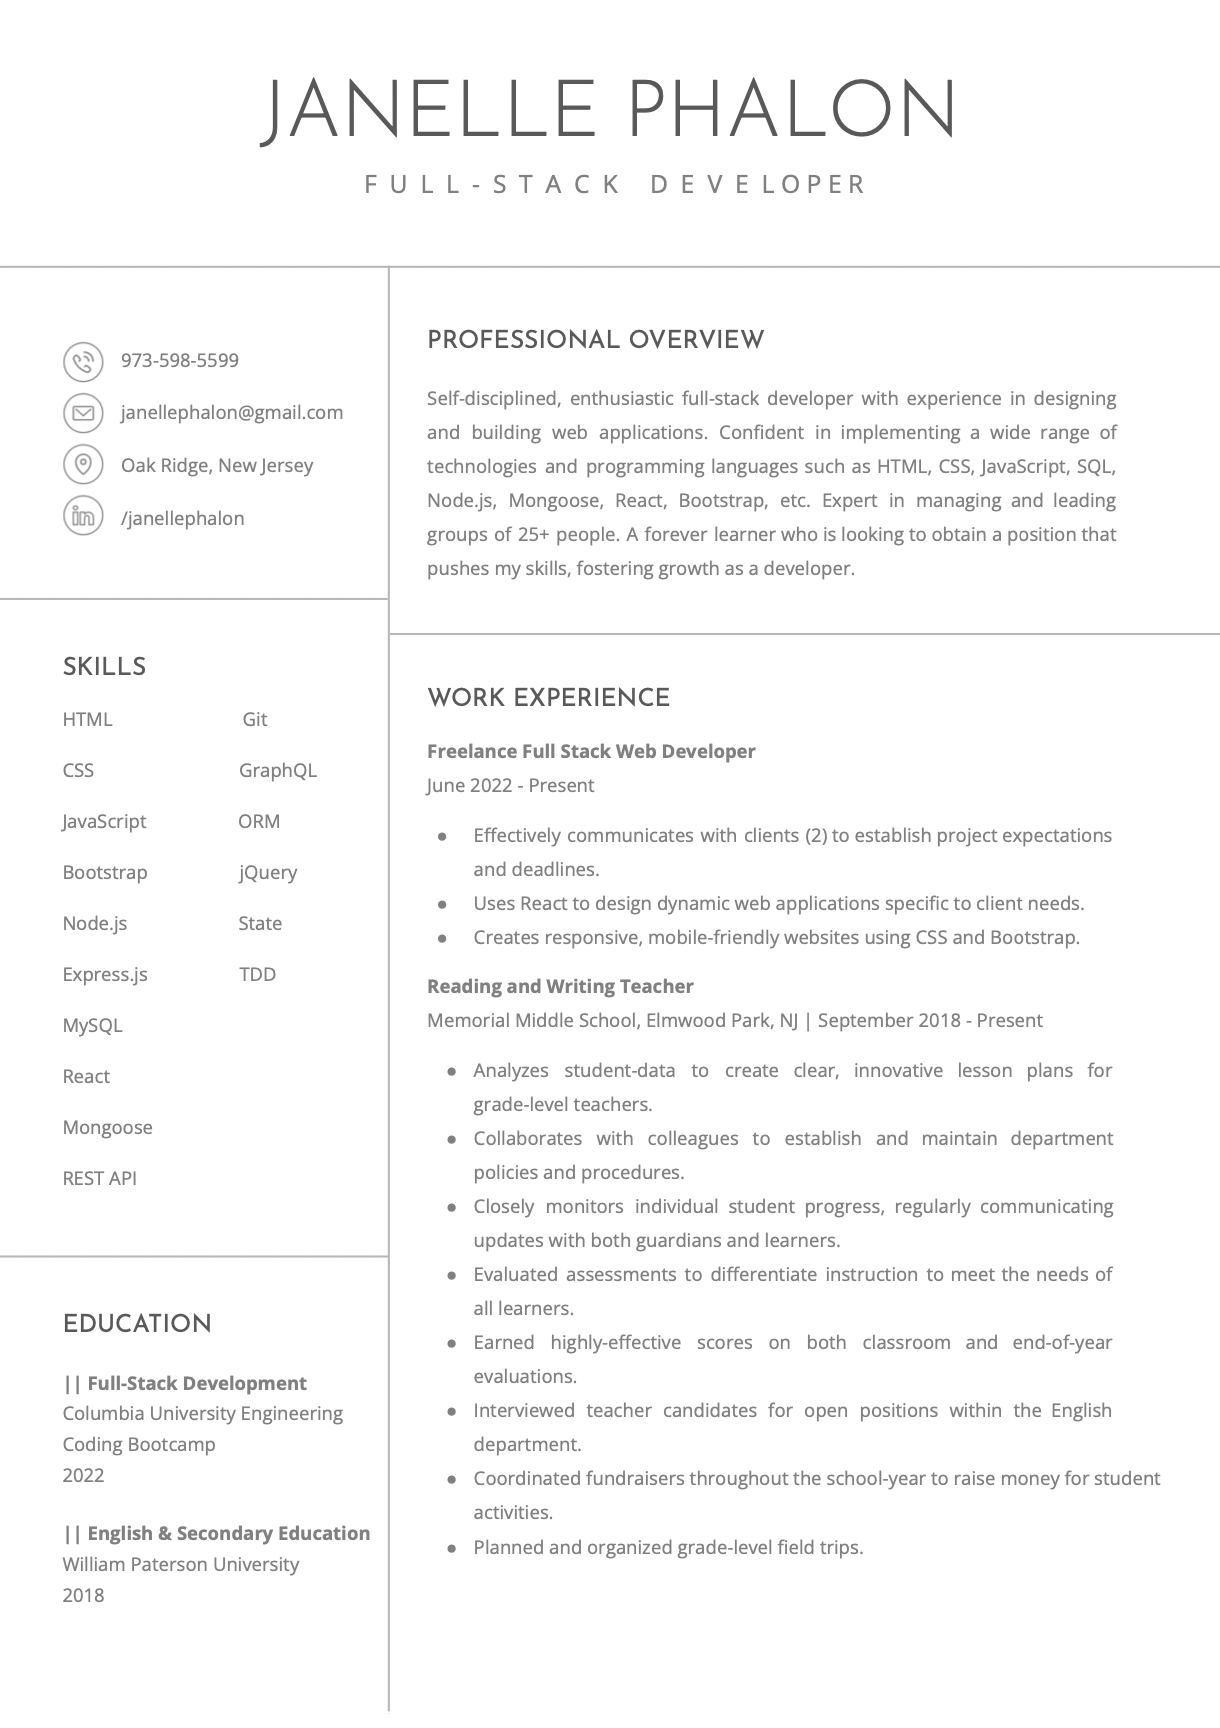 JANELLE PHALON
FULL-STACK DEVELOPER
973-598-5599
janellephalon@gmail.com
Oak Ridge, New Jersey
in
/janellephalon
SKILLS
HTML
CSS
JavaScript
Bootstrap
Node.js
Express.js
MySQL
React
Mongoose
REST API
Git
GraphQL
ORM
jQuery
State
TDD
EDUCATION
|| Full-Stack Development
Columbia University Engineering
Coding Bootcamp
2022
|| English & Secondary Education
William Paterson University
2018
PROFESSIONAL OVERVIEW
Self-disciplined, enthusiastic full-stack developer with experience in designing
and building web applications. Confident in implementing a wide range of
technologies and programming languages such as HTML, CSS, JavaScript, SQL,
Node.js, Mongoose, React, Bootstrap, etc. Expert in managing and leading
groups of 25+ people. A forever learner who is looking to obtain a position that
pushes my skills, fostering growth as a developer.
WORK EXPERIENCE
Freelance Full Stack Web Developer
June 2022 - Present
● Effectively communicates with clients (2) to establish project expectations
and deadlines.
● Uses React to design dynamic web applications specific to client needs.
● Creates responsive, mobile-friendly websites using CSS and Bootstrap.
Reading and Writing Teacher
Memorial Middle School, Elmwood Park, NJ | September 2018 - Present
● Analyzes student-data to create clear, innovative lesson plans for
grade-level teachers.
● Collaborates with colleagues to establish and maintain department
policies and procedures.
● Closely monitors individual student progress, regularly communicating
updates with both guardians and learners.
● Evaluated assessments to differentiate instruction to meet the needs of
all learners.
● Earned highly-effective scores on both classroom and end-of-year
evaluations.
● Interviewed teacher candidates for open positions within the English
department.
● Coordinated fundraisers throughout the school-year to raise money for student
activities.
● Planned and organized grade-level field trips.